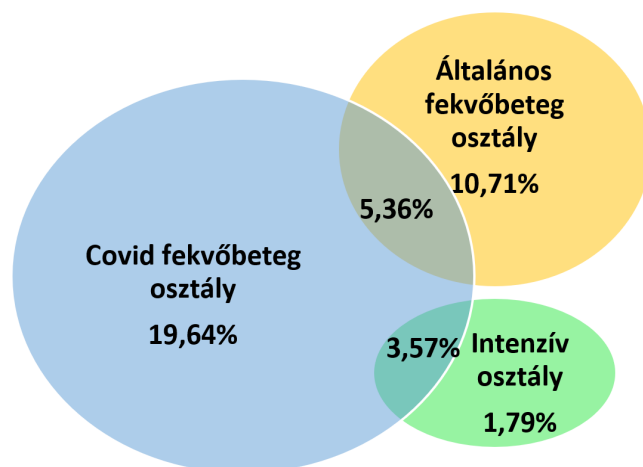 Általános
fekvőbeteg
osztály
10,71%
5,36%
Covid fekvőbeteg
osztály
19,64%
3,57%
Intenzív
osztály
1,79%